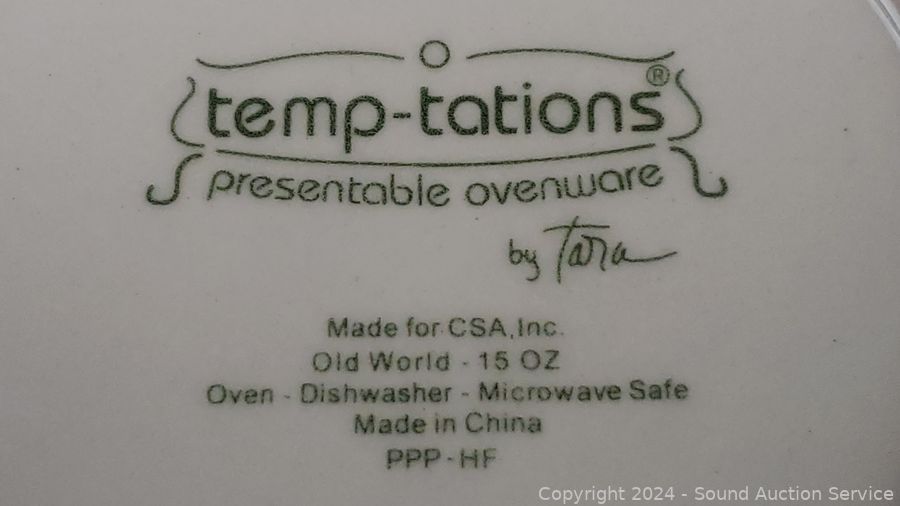 temp-tations®
presentable ovenware
by Tara
Made for CSA,Inc.
Old World - 15 OZ
Oven - Dishwasher - Microwave Safe
Made in China
PPP-HF
Copyright 2024 - Sound Auction Service